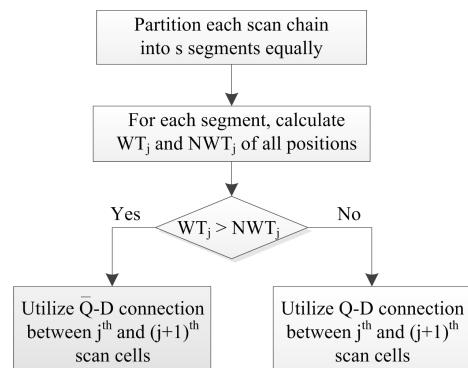 Partition each scan chain
into s segments equally
For each segment, calculate
WTⱼ and NWTⱼ of all positions
WTⱼ > NWTⱼ
Yes
No
Utilize Q̅-D connection
between jᵗʰ and (j+1)ᵗʰ
scan cells
Utilize Q-D connection
between jᵗʰ and (j+1)ᵗʰ
scan cells